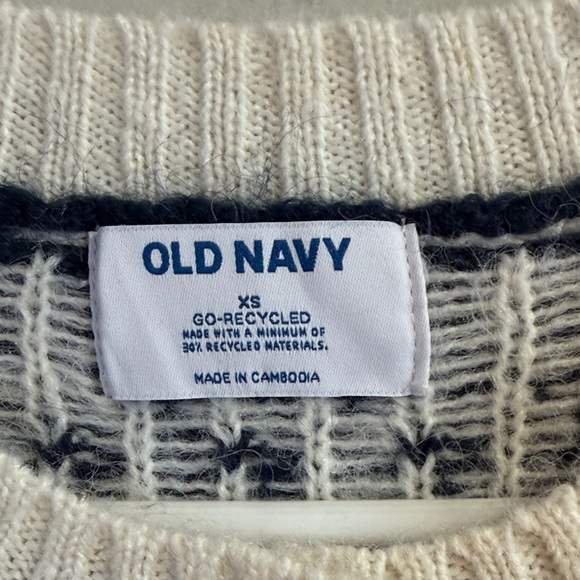 OLD NAVY
XS
GO-RECYCLED
MADE WITH A MINIMUM OF
30% RECYCLED MATERIALS.
MADE IN CAMBODIA